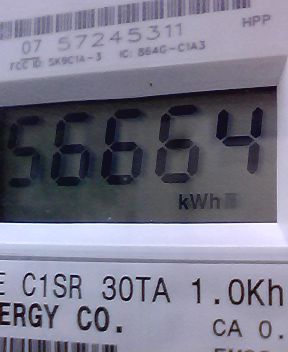 07 57245311 HPP
FCC ID: SK9C1A-3 IC: 864G-C1A3
56664
kWh
E C1SR 30TA 1.0Kh
ERGY CO. CA 0.